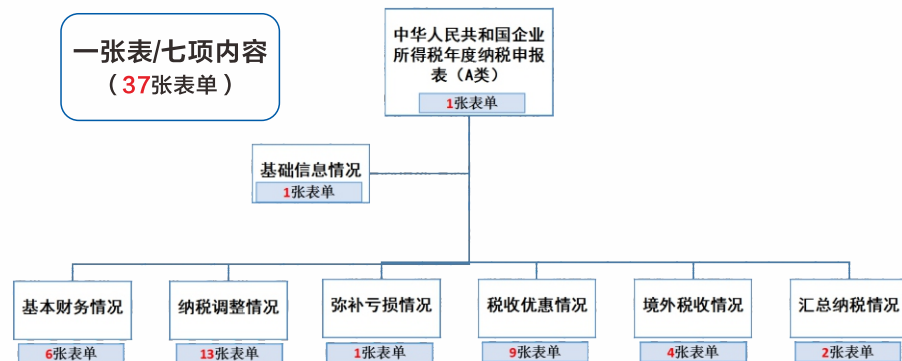 一张表/七项内容
（37张表单）
中华人民共和国企业
所得税年度纳税申报
表（A类）
1张表单
基础信息情况
1张表单
基本财务情况
纳税调整情况
弥补亏损情况
税收优惠情况
境外税收情况
汇总纳税情况
6张表单
13张表单
1张表单
9张表单
4张表单
2张表单